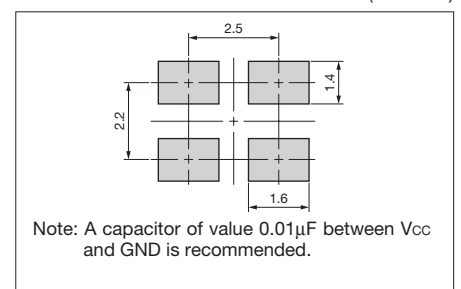 2.5
1.4
2.2
1.6
Note: A capacitor of value 0.01μF between Vcc
and GND is recommended.